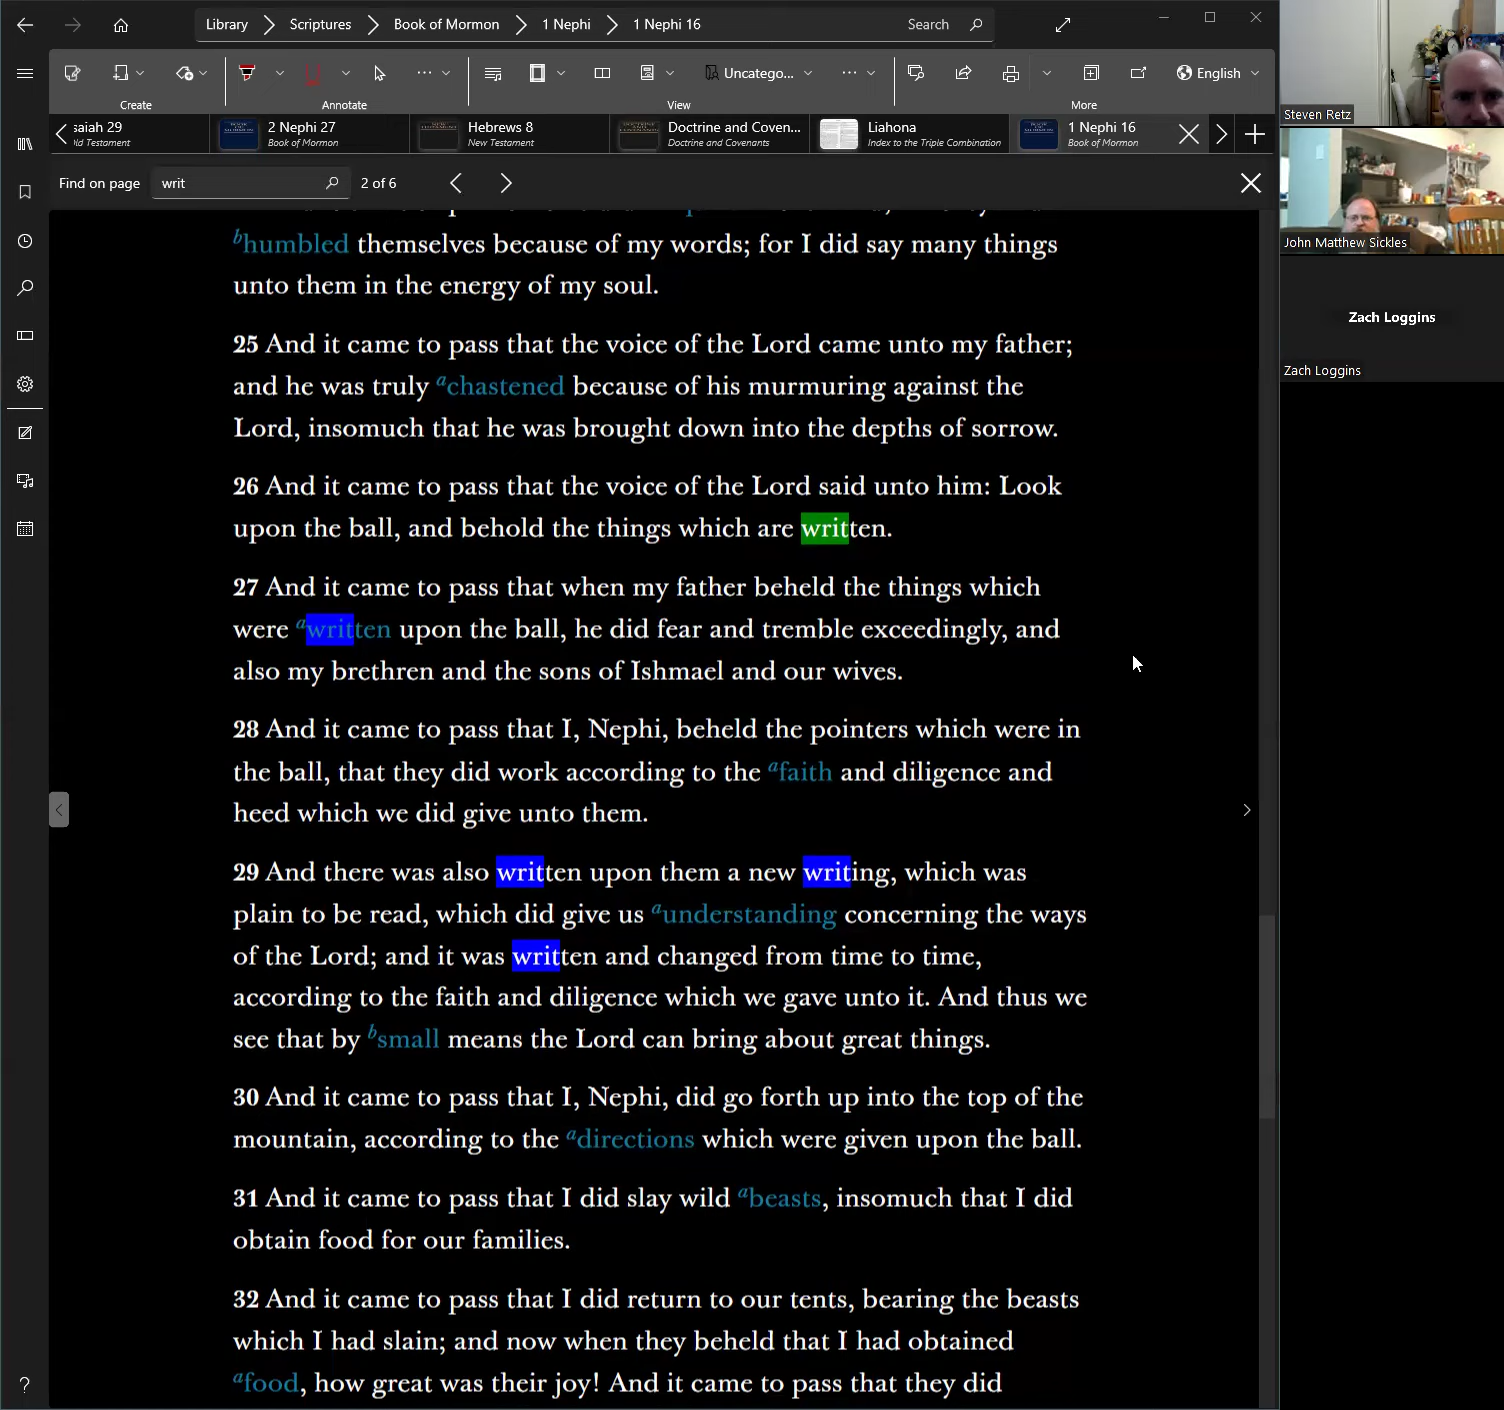 Library Scriptures Book of Mormon 1 Nephi 1 Nephi 16 Search
Uncatego... English
Create Annotate View More
saiah 29
ld Testament
2 Nephi 27
Book of Mormon
Hebrews 8
New Testament
Doctrine and Coven...
Doctrine and Covenants
Liahona
Index to the Triple Combination
1 Nephi 16
Book of Mormon
Find on page writ 2 of 6
b humbled themselves because of my words; for I did say many things
unto them in the energy of my soul.
25 And it came to pass that the voice of the Lord came unto my father;
and he was truly a chastened because of his murmuring against the
Lord, insomuch that he was brought down into the depths of sorrow.
26 And it came to pass that the voice of the Lord said unto him: Look
upon the ball, and behold the things which are written.
27 And it came to pass that when my father beheld the things which
were a written upon the ball, he did fear and tremble exceedingly, and
also my brethren and the sons of Ishmael and our wives.
28 And it came to pass that I, Nephi, beheld the pointers which were in
the ball, that they did work according to the a faith and diligence and
heed which we did give unto them.
29 And there was also written upon them a new writing, which was
plain to be read, which did give us a understanding concerning the ways
of the Lord; and it was written and changed from time to time,
according to the faith and diligence which we gave unto it. And thus we
see that by b small means the Lord can bring about great things.
30 And it came to pass that I, Nephi, did go forth up into the top of the
mountain, according to the a directions which were given upon the ball.
31 And it came to pass that I did slay wild a beasts, insomuch that I did
obtain food for our families.
32 And it came to pass that I did return to our tents, bearing the beasts
which I had slain; and now when they beheld that I had obtained
a food, how great was their joy! And it came to pass that they did
Steven Retz
John Matthew Sickles
Zach Loggins
Zach Loggins